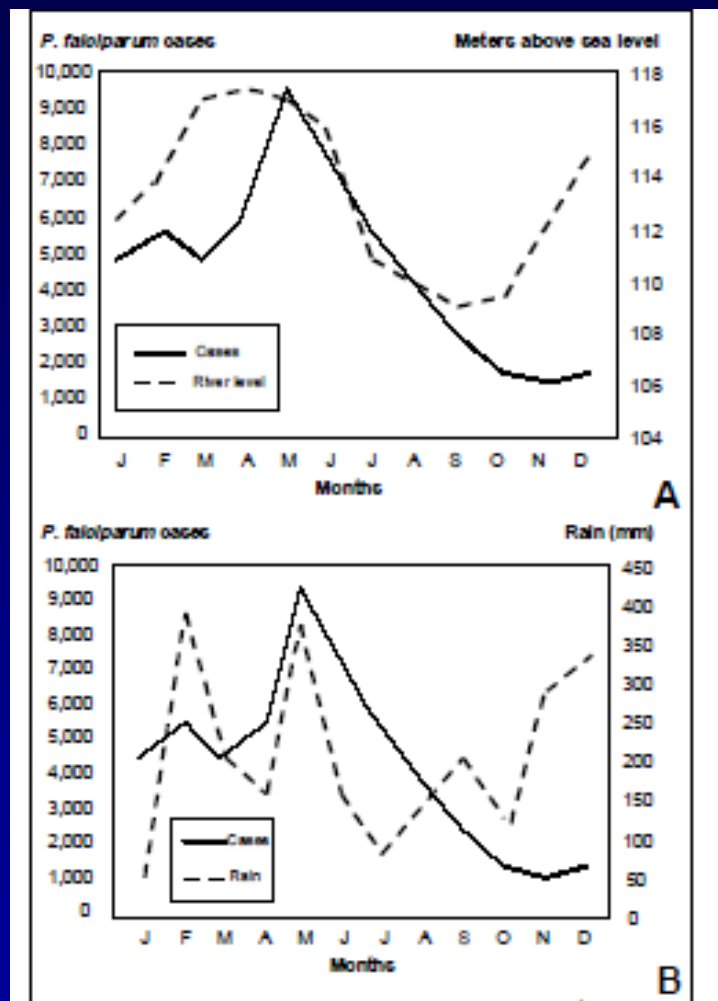 P. falciparum cases Meters above sea level
10,000 118
9,000
8,000 116
7,000 114
6,000
5,000 112
4,000 110
3,000
2,000 108
1,000 106
0 104
Cases
River level
J F M A M J J A S O N D
Months
A
P. falciparum cases Rain (mm)
10,000 450
9,000 400
8,000 350
7,000 300
6,000
5,000 250
4,000 200
3,000 150
2,000 100
1,000 50
0 0
Cases
Rain
J F M A M J J A S O N D
Months
B